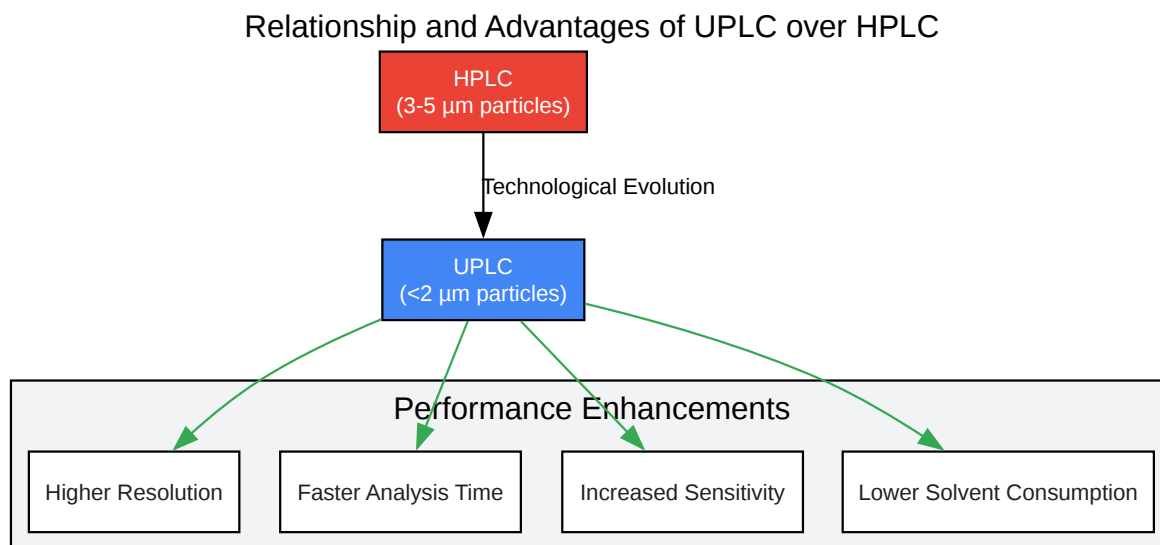 Relationship and Advantages of UPLC over HPLC
HPLC
(3-5 µm particles)
Technological Evolution
UPLC
(<2 µm particles)
Performance Enhancements
Higher Resolution
Faster Analysis Time
Increased Sensitivity
Lower Solvent Consumption